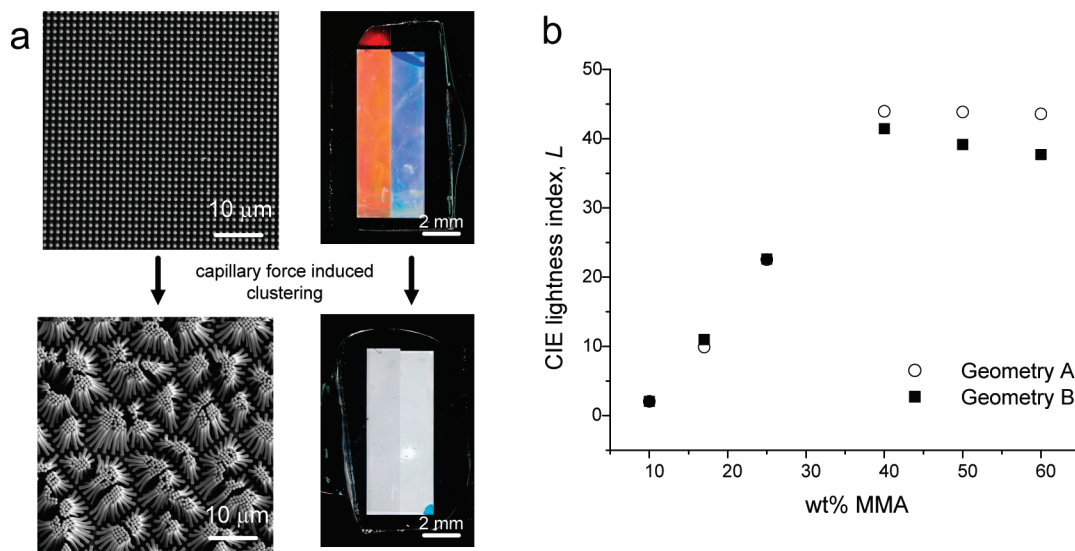 a
10 μm
2 mm
capillary force induced
clustering
10 μm
2 mm
b
CIE lightness index, L
50
40
30
20
10
0
10 20 30 40 50 60
wt% MMA
Geometry A
Geometry B